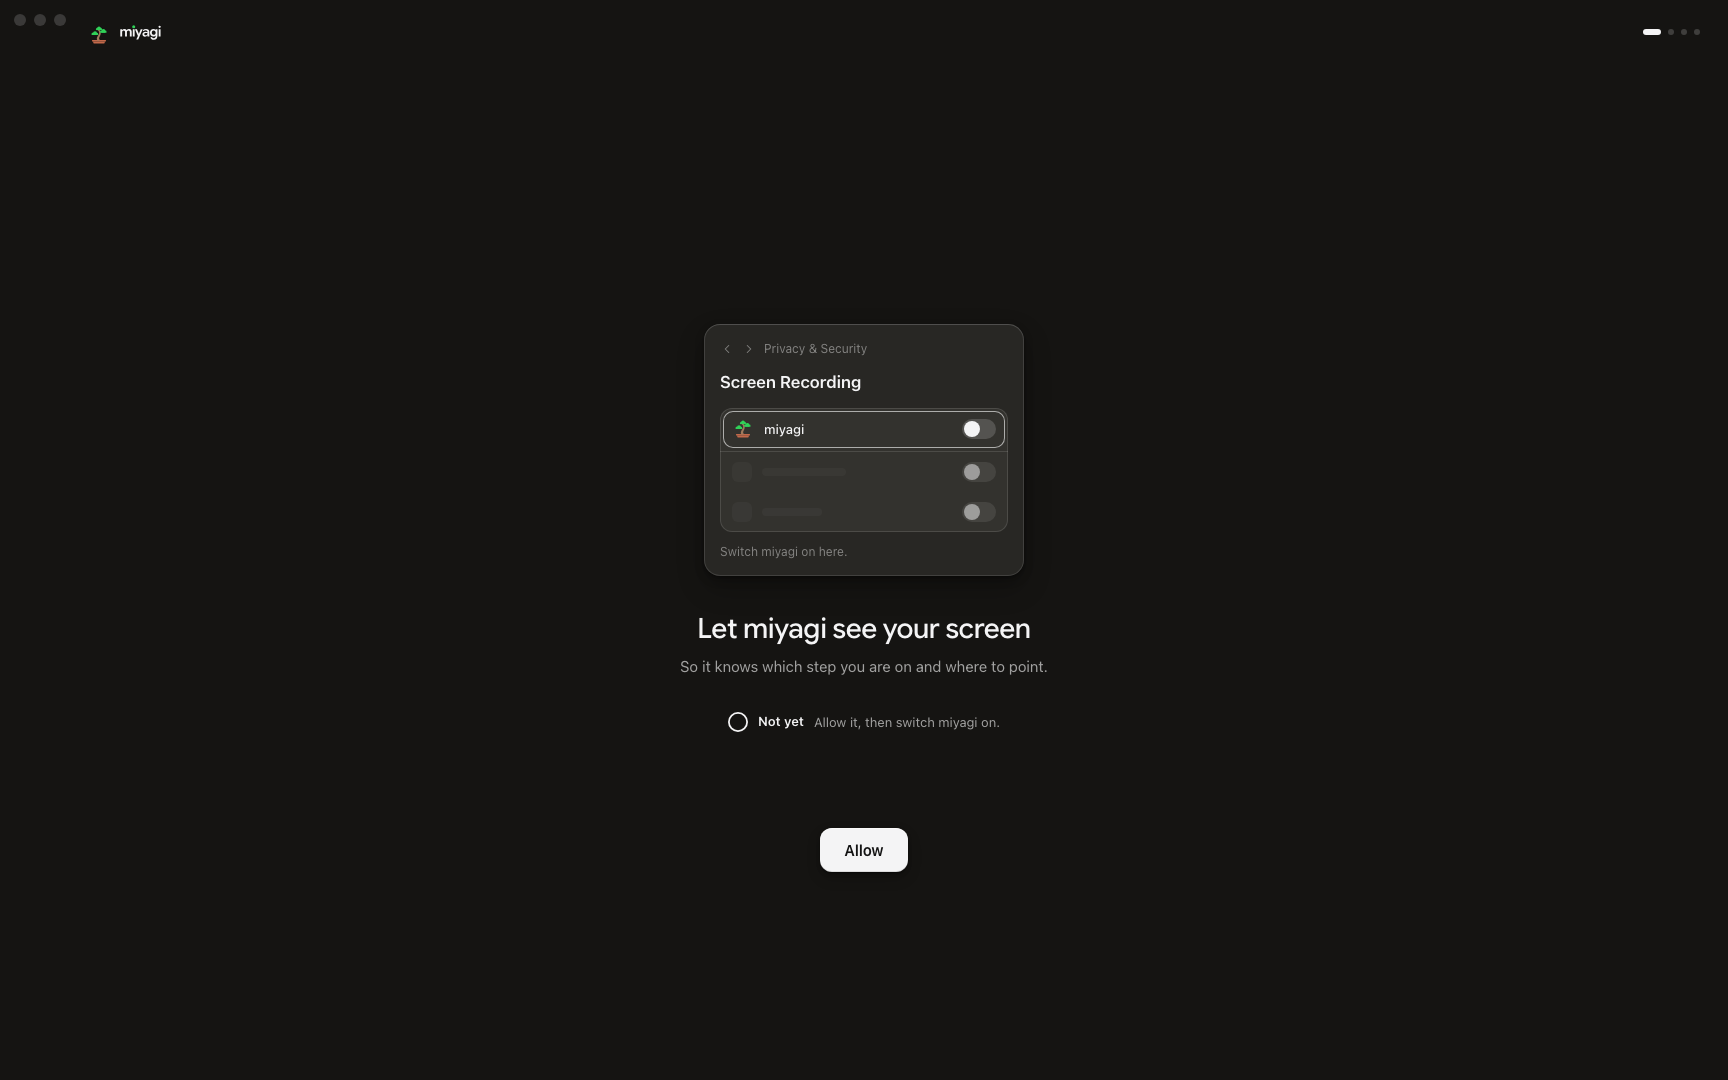 miyagi
Privacy & Security
Screen Recording
miyagi
Switch miyagi on here.
Let miyagi see your screen
So it knows which step you are on and where to point.
Not yet Allow it, then switch miyagi on.
Allow